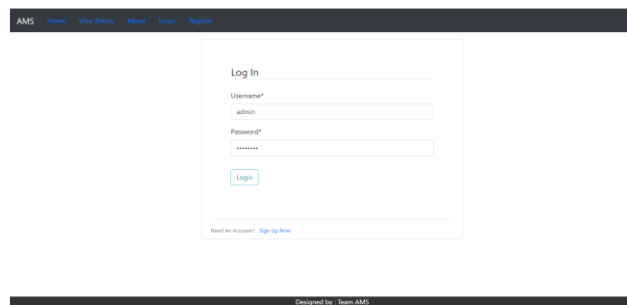 AMS Home View Events About Login Register
Log In
Username*
admin
Password*
••••••••
Login
Need An Account? Sign Up Now
Designed by : Team AMS